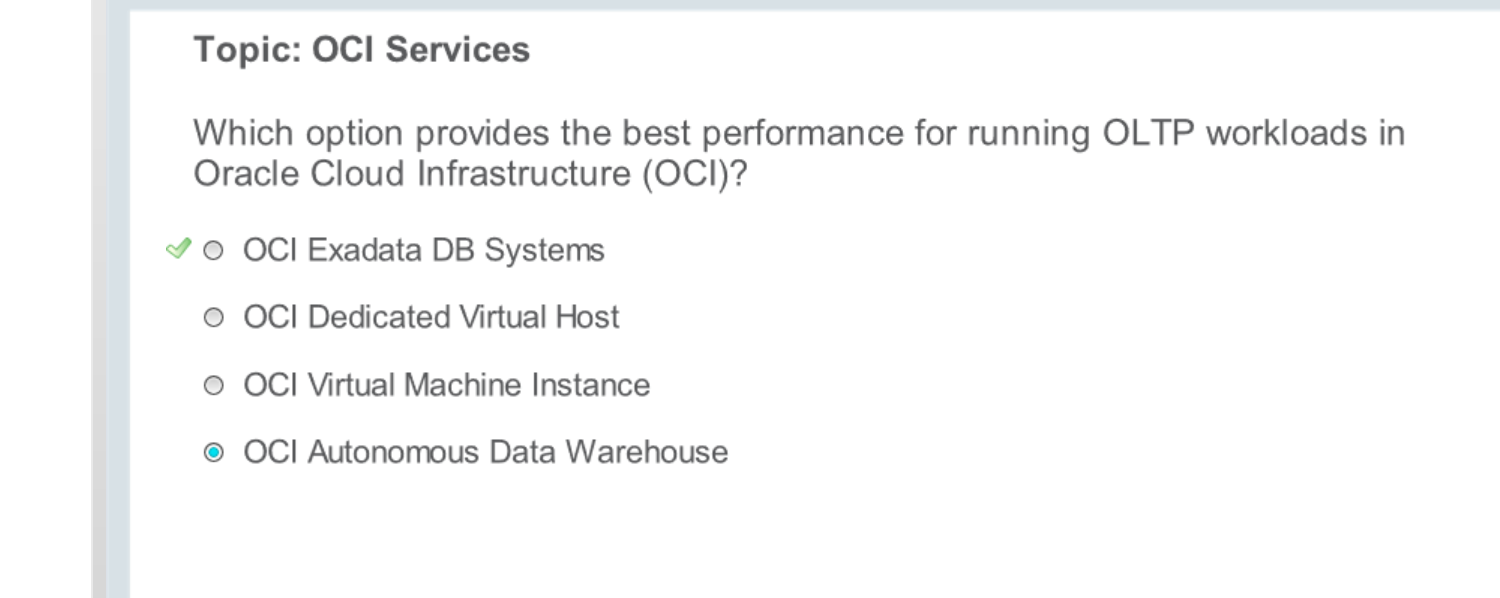 Topic: OCI Services
Which option provides the best performance for running OLTP workloads in
Oracle Cloud Infrastructure (OCI)?
OCI Exadata DB Systems
OCI Dedicated Virtual Host
OCI Virtual Machine Instance
OCI Autonomous Data Warehouse